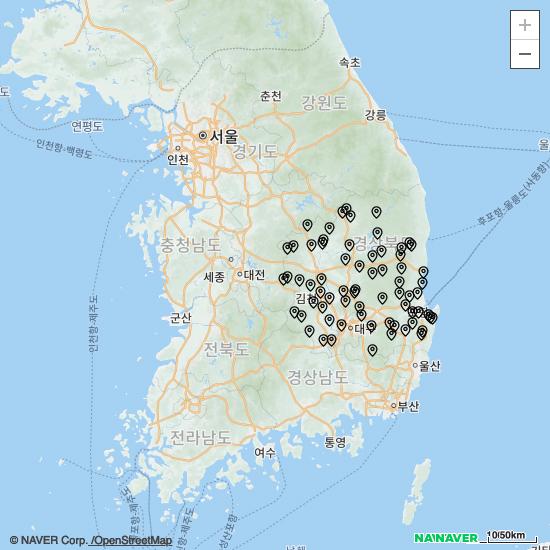 +
−
속초
춘천
강원도
강릉
도
연평도
서울
경기도
인천
인천항-백령도
울
후포항-울릉도(사동항)
충청남도
경상북도
세종
대전
인천항-제주도
김천
군산
전북도
대구
경상남도
울산
부산
전라남도
여수
통영
© NAVER Corp. /OpenStreetMap
NAVER
10/50km